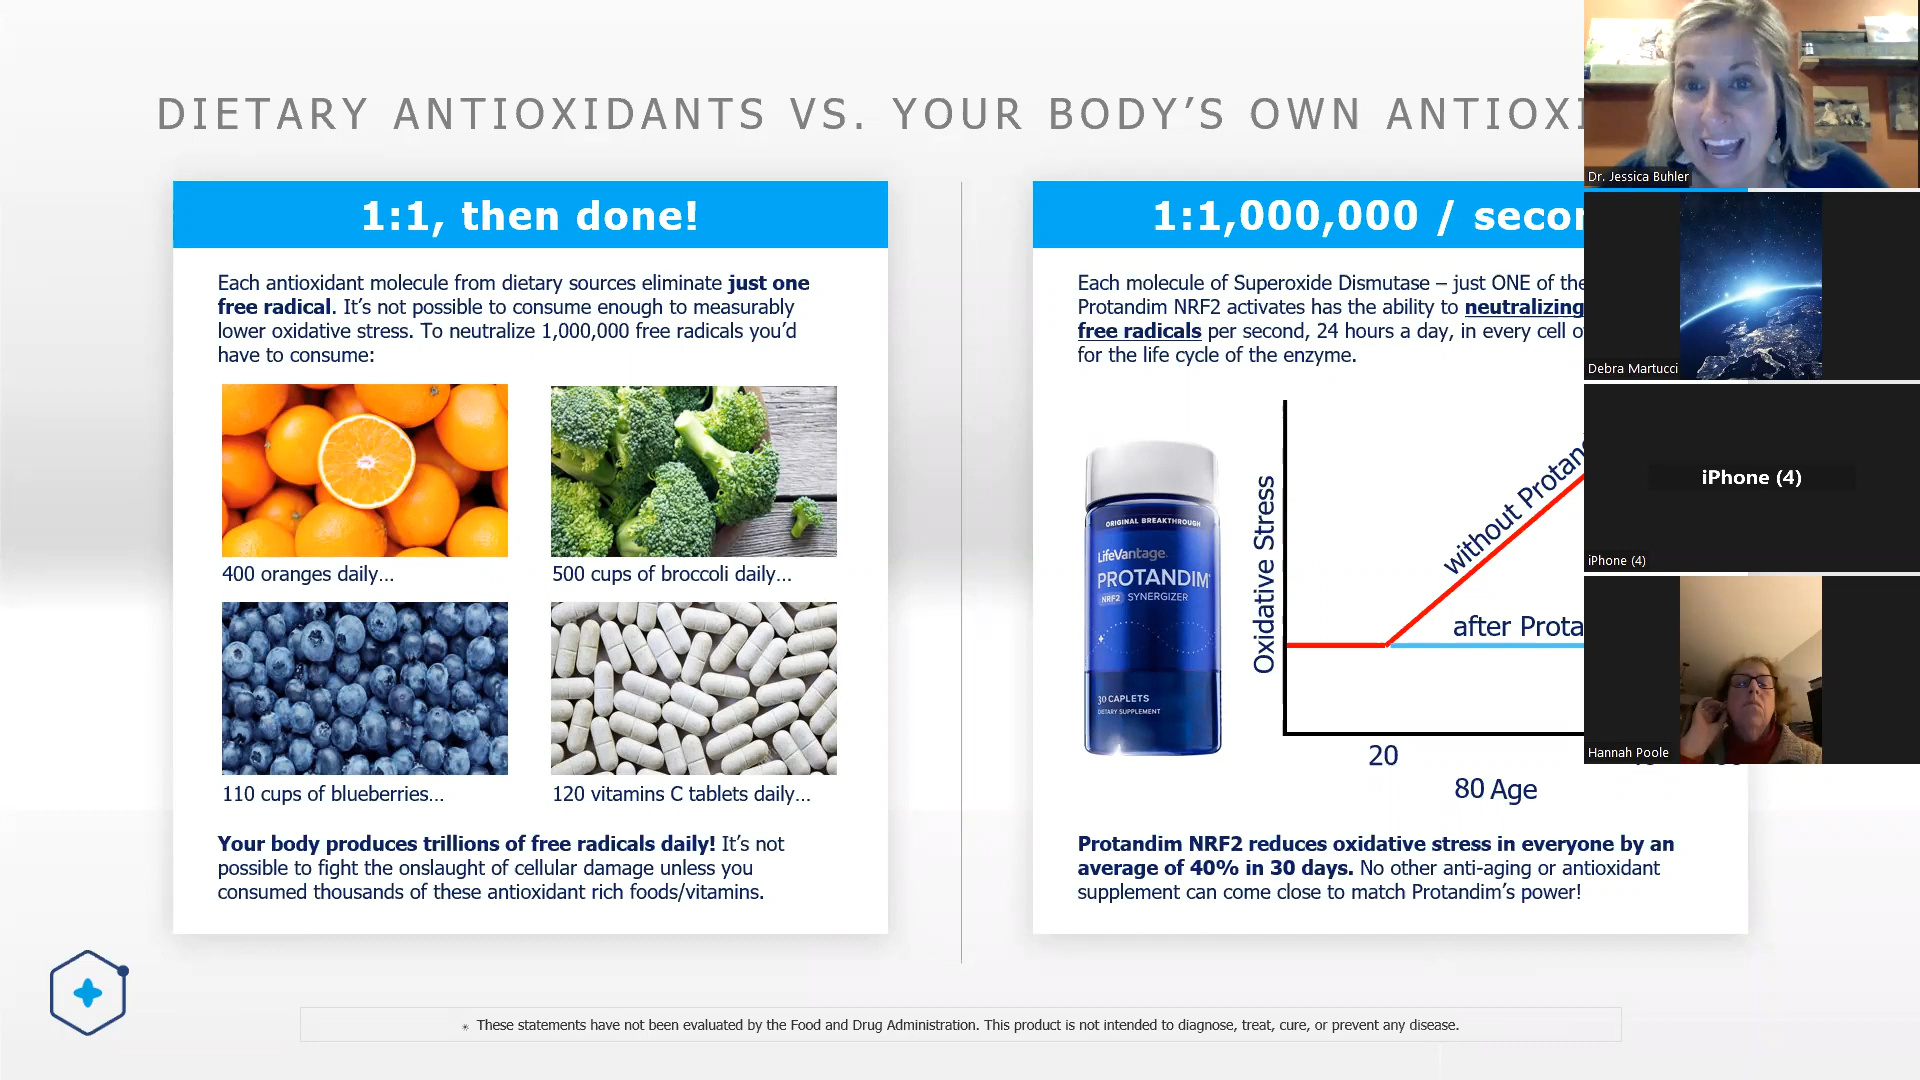 DIETARY ANTIOXIDANTS VS. YOUR BODY'S OWN
1:1, then done!
Each antioxidant molecule from dietary sources eliminate just one
free radical. It's not possible to consume enough to measurably
lower oxidative stress. To neutralize 1,000,000 free radicals you'd
have to consume:
400 oranges daily...
500 cups of broccoli daily...
110 cups of blueberries...
120 vitamins C tablets daily...
Your body produces trillions of free radicals daily! It's not
possible to fight the onslaught of cellular damage unless you
consumed thousands of these antioxidant rich foods/vitamins.
1:1,000,000 /
Each molecule of Superoxide Dismutase – just ONE of the
Protandim NRF2 activates has the ability to neutralizing
free radicals per second, 24 hours a day, in every cell
for the life cycle of the enzyme.
ORIGINAL BREAKTHROUGH
LifeVantage
PROTANDIM
NRF2 SYNERGIZER
30 CAPLETS
DIETARY SUPPLEMENT
Oxidative Stress
without
after
20
80 Age
Protandim NRF2 reduces oxidative stress in everyone by an
average of 40% in 30 days. No other anti-aging or antioxidant
supplement can come close to match Protandim's power!
* These statements have not been evaluated by the Food and Drug Administration. This product is not intended to diagnose, treat, cure, or prevent any disease.
Dr. Jessica Buhler
Debra Martucci
iPhone (4)
iPhone (4)
Hannah Poole